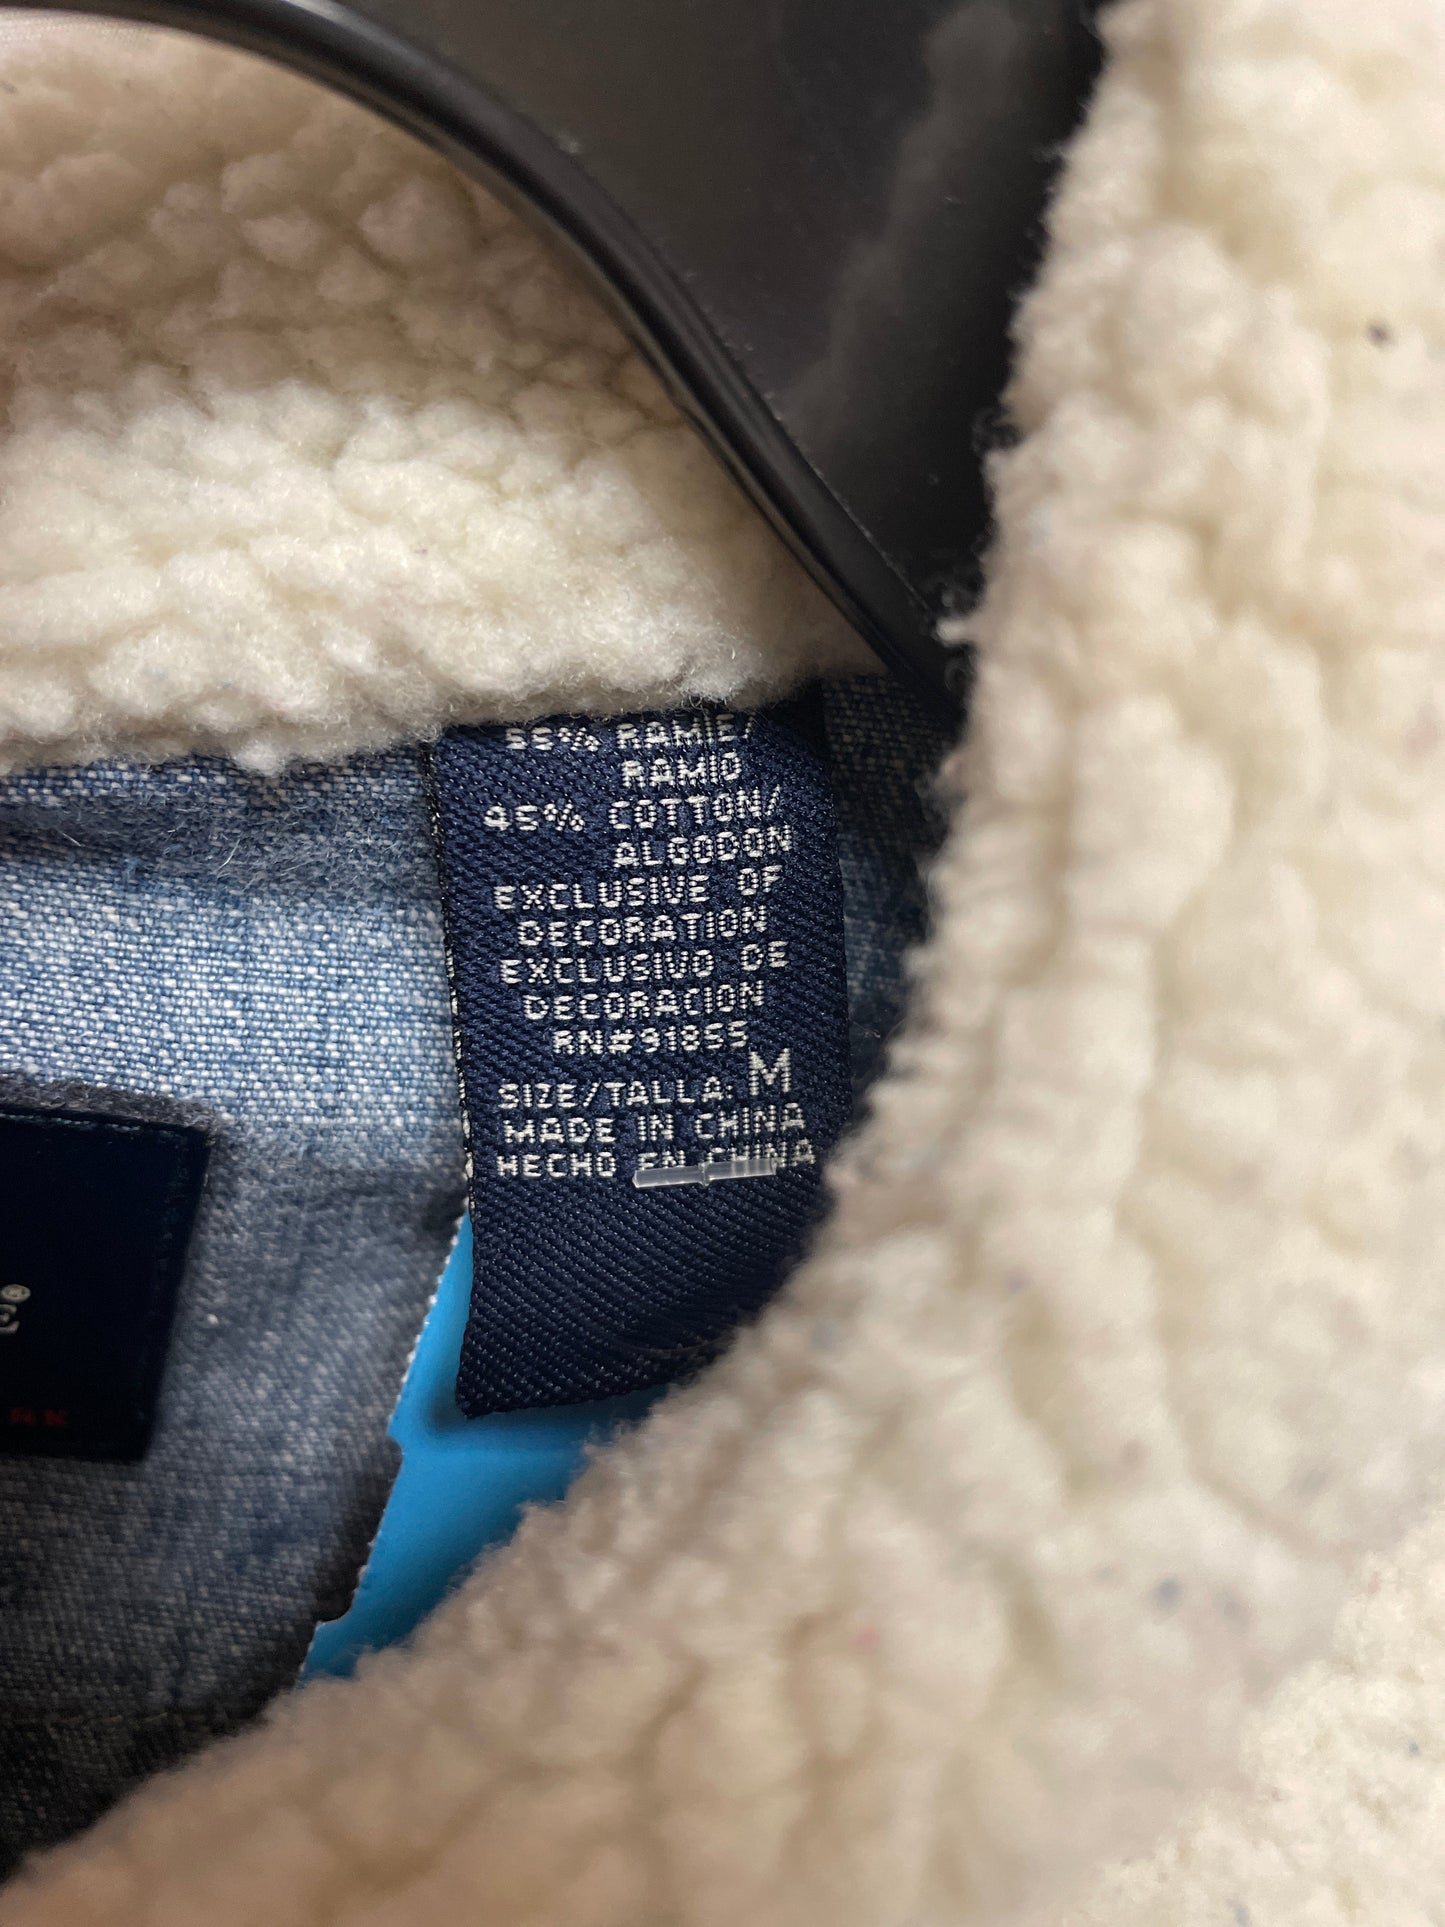 55% RAMIE/
RAMIO
45% COTTON/
ALGODON
EXCLUSIVE OF
DECORATION
EXCLUSIVO DE
DECORACION
RN#91855
SIZE/TALLA: M
MADE IN CHINA
HECHO EN CHINA